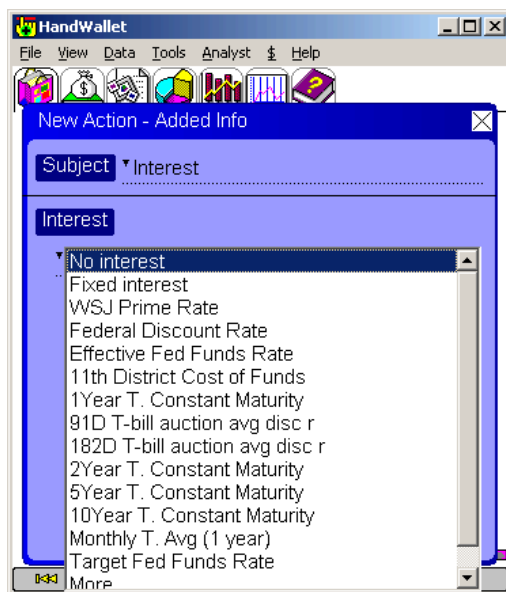 HandWallet
File View Data Tools Analyst $ Help
New Action - Added Info
Subject Interest
Interest
No interest
Fixed interest
WSJ Prime Rate
Federal Discount Rate
Effective Fed Funds Rate
11th District Cost of Funds
1Year T. Constant Maturity
91D T-bill auction avg disc r
182D T-bill auction avg disc r
2Year T. Constant Maturity
5Year T. Constant Maturity
10Year T. Constant Maturity
Monthly T. Avg (1 year)
Target Fed Funds Rate
More